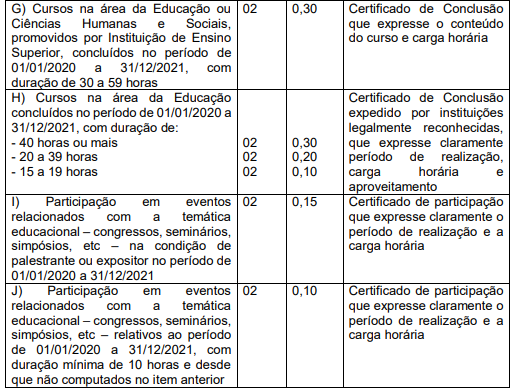 G) Cursos na área da Educação ou 02 0,30 Certificado de Conclusão
Ciências Humanas e Sociais, que expresse o conteúdo
promovidos por Instituição de Ensino do curso e carga horária
Superior, concluídos no período de
01/01/2020 a 31/12/2021, com
duração de 30 a 59 horas
H) Cursos na área da Educação Certificado de Conclusão
concluídos no período de 01/01/2020 a expedido por instituições
31/12/2021, com duração de: legalmente reconhecidas,
- 40 horas ou mais 02 0,30 que expresse claramente
- 20 a 39 horas 02 0,20 período de realização,
- 15 a 19 horas 02 0,10 carga horária e
aproveitamento
I) Participação em eventos 02 0,15 Certificado de participação
relacionados com a temática que expresse claramente o
educacional – congressos, seminários, período de realização e a
simpósios, etc – na condição de carga horária
palestrante ou expositor no período de
01/01/2020 a 31/12/2021
J) Participação em eventos 02 0,10 Certificado de participação
relacionados com a temática que expresse claramente o
educacional – congressos, seminários, período de realização e a
simpósios, etc – relativos ao período carga horária
de 01/01/2020 a 31/12/2021, com
duração mínima de 10 horas e desde
que não computados no item anterior